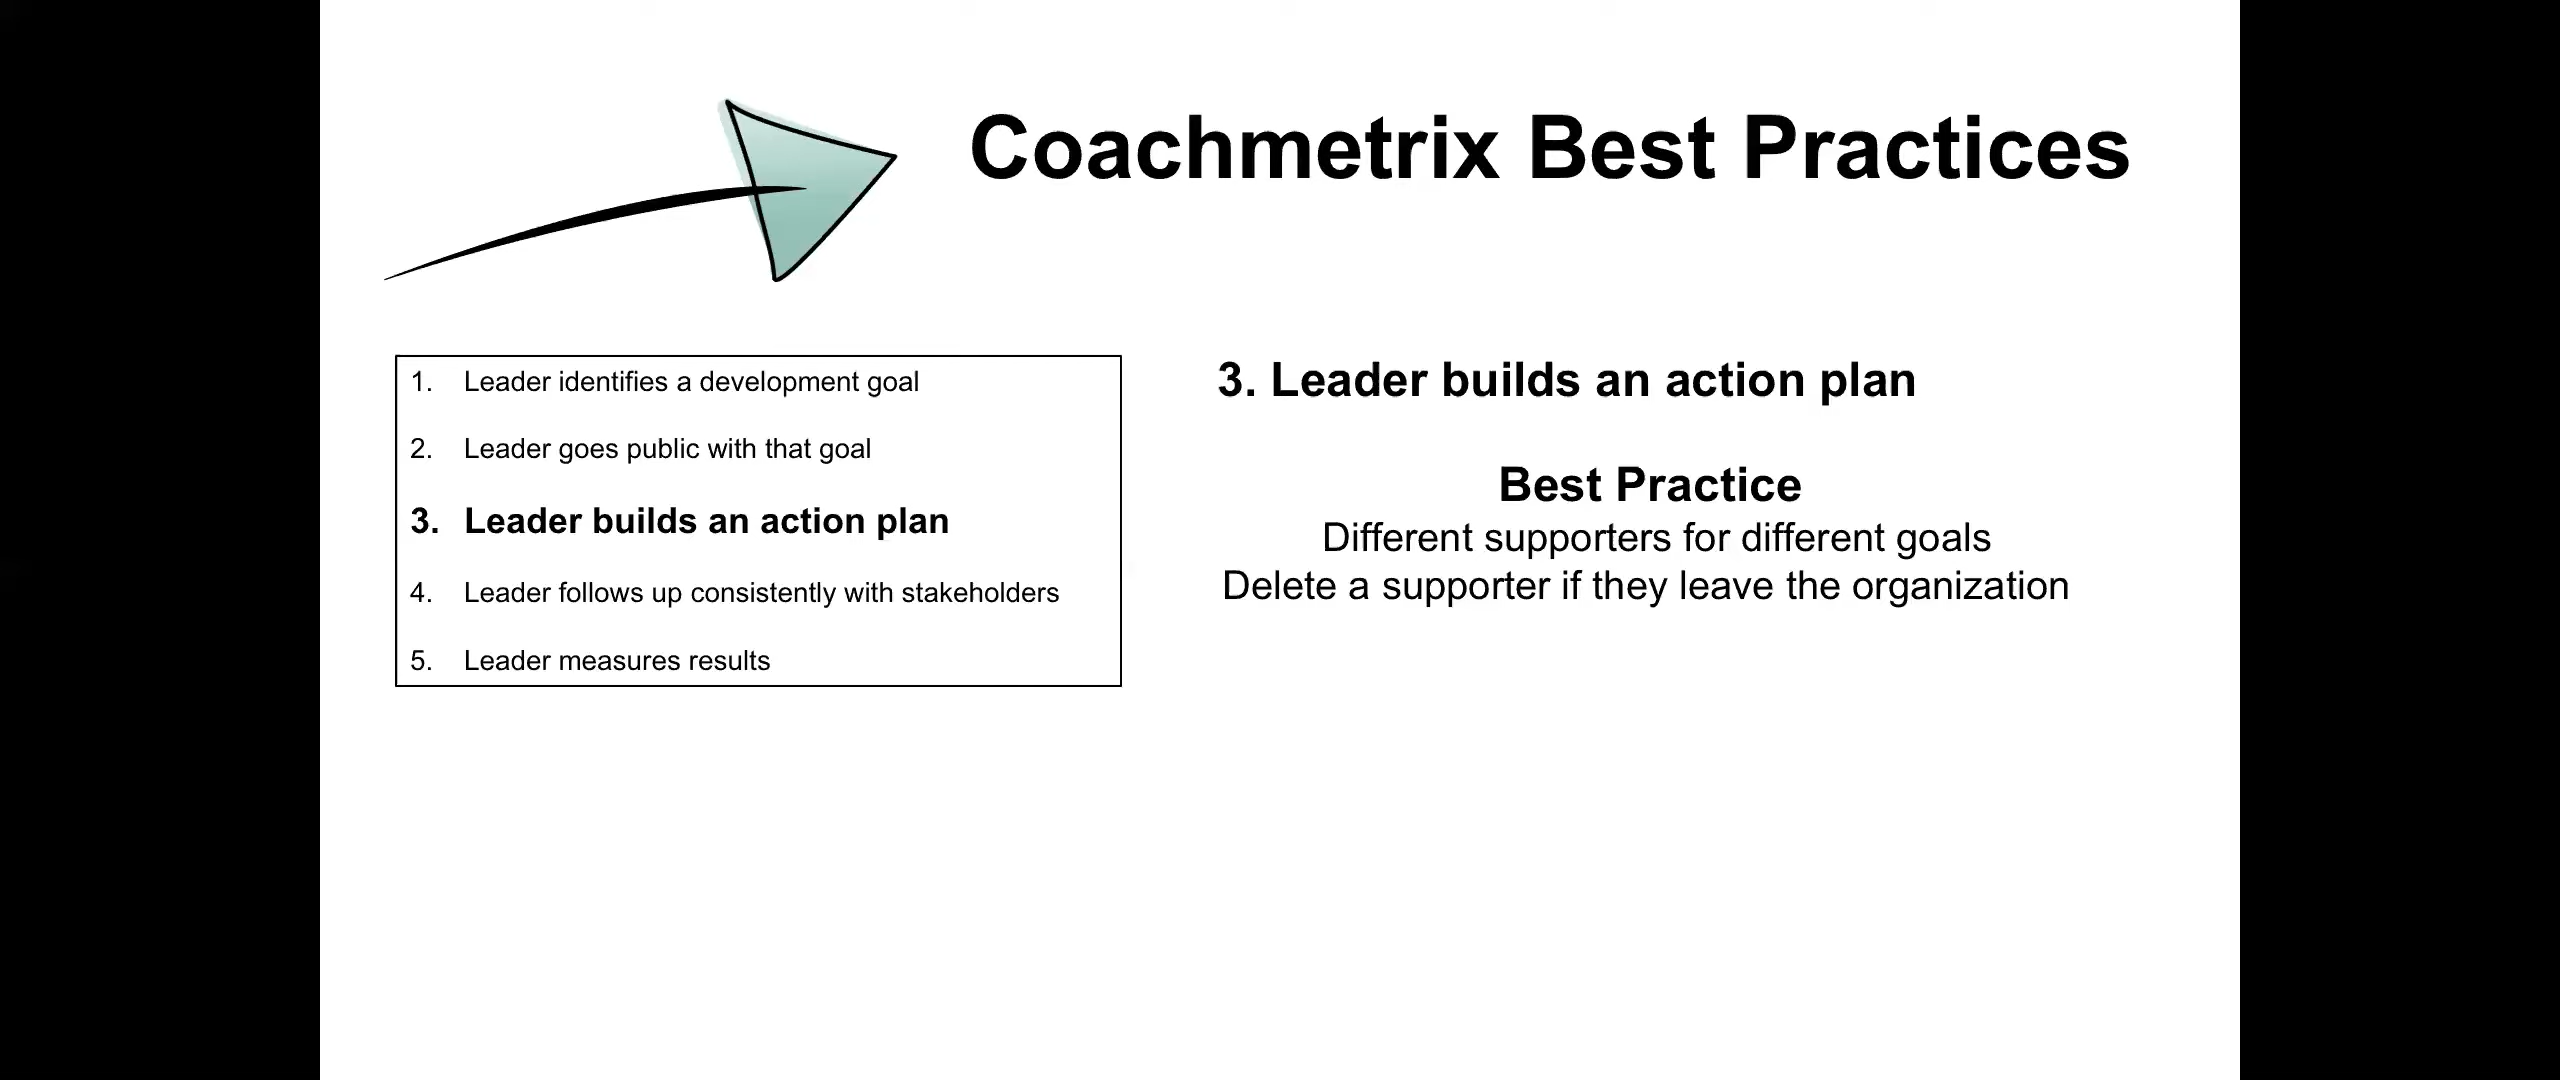 Coachmetrix Best Practices
1. Leader identifies a development goal
2. Leader goes public with that goal
3. Leader builds an action plan
4. Leader follows up consistently with stakeholders
5. Leader measures results
3. Leader builds an action plan
Best Practice
Different supporters for different goals
Delete a supporter if they leave the organization